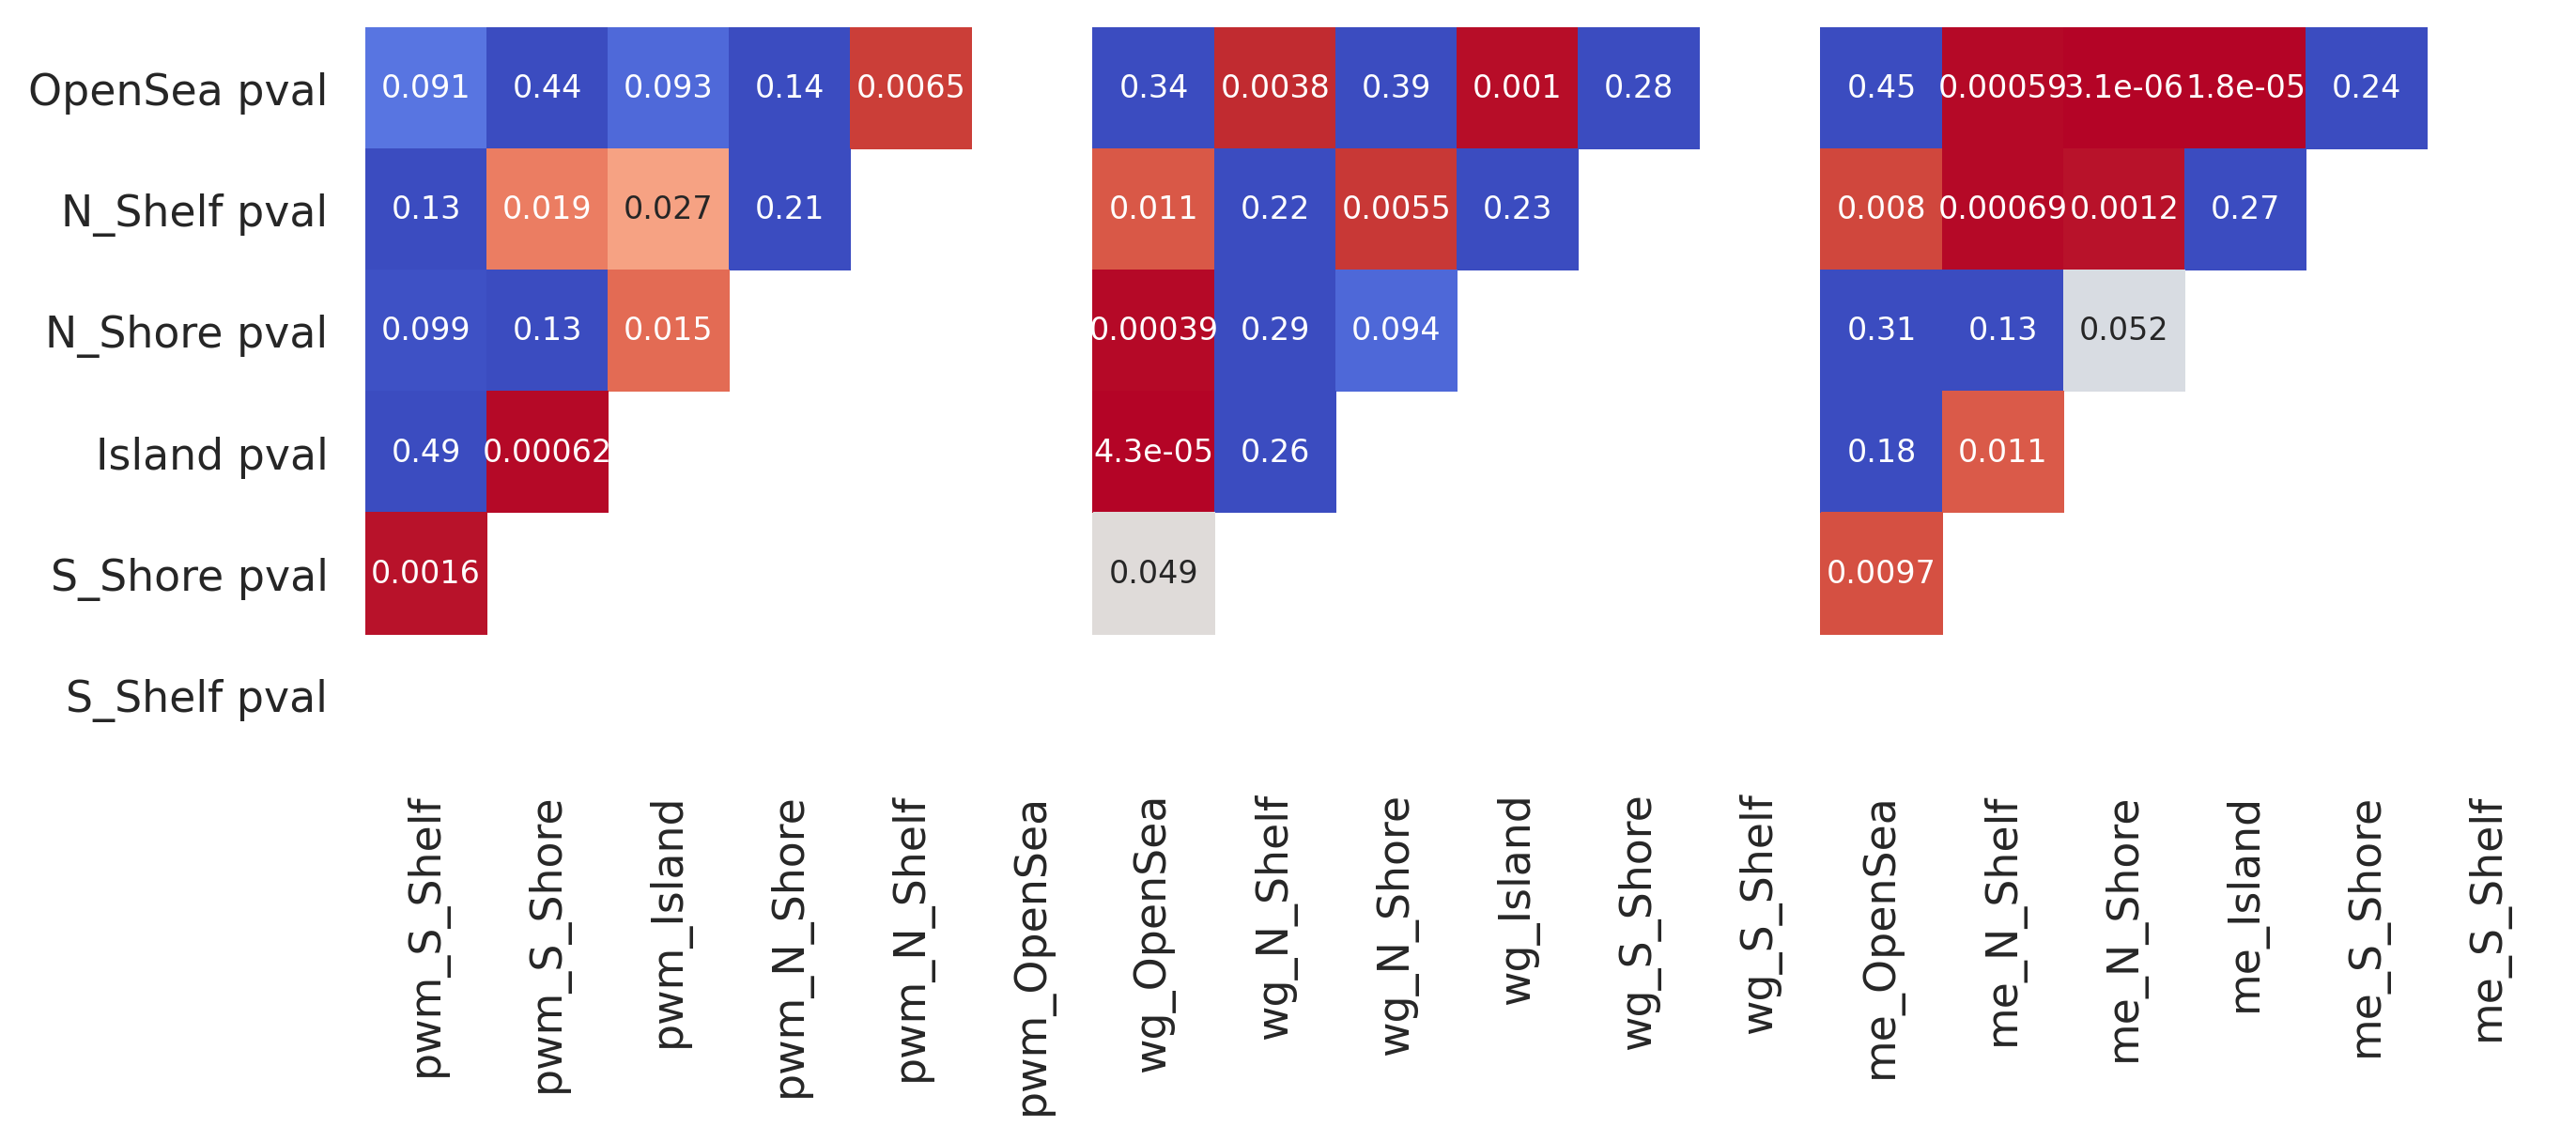 OpenSea pval 0.091 0.44 0.093 0.14 0.0065 0.34 0.0038 0.39 0.001 0.28 0.45 0.00059 3.1e-06 1.8e-05 0.24
N_Shelf pval 0.13 0.019 0.027 0.21 0.011 0.22 0.0055 0.23 0.008 0.00069 0.0012 0.27
N_Shore pval 0.099 0.13 0.015 0.00039 0.29 0.094 0.31 0.13 0.052
Island pval 0.49 0.00062 4.3e-05 0.26 0.18 0.011
S_Shore pval 0.0016 0.049 0.0097
S_Shelf pval
pwm_S_Shelf
pwm_S_Shore
pwm_Island
pwm_N_Shore
pwm_N_Shelf
pwm_OpenSea
wg_OpenSea
wg_N_Shelf
wg_N_Shore
wg_Island
wg_S_Shore
wg_S_Shelf
me_OpenSea
me_N_Shelf
me_N_Shore
me_Island
me_S_Shore
me_S_Shelf